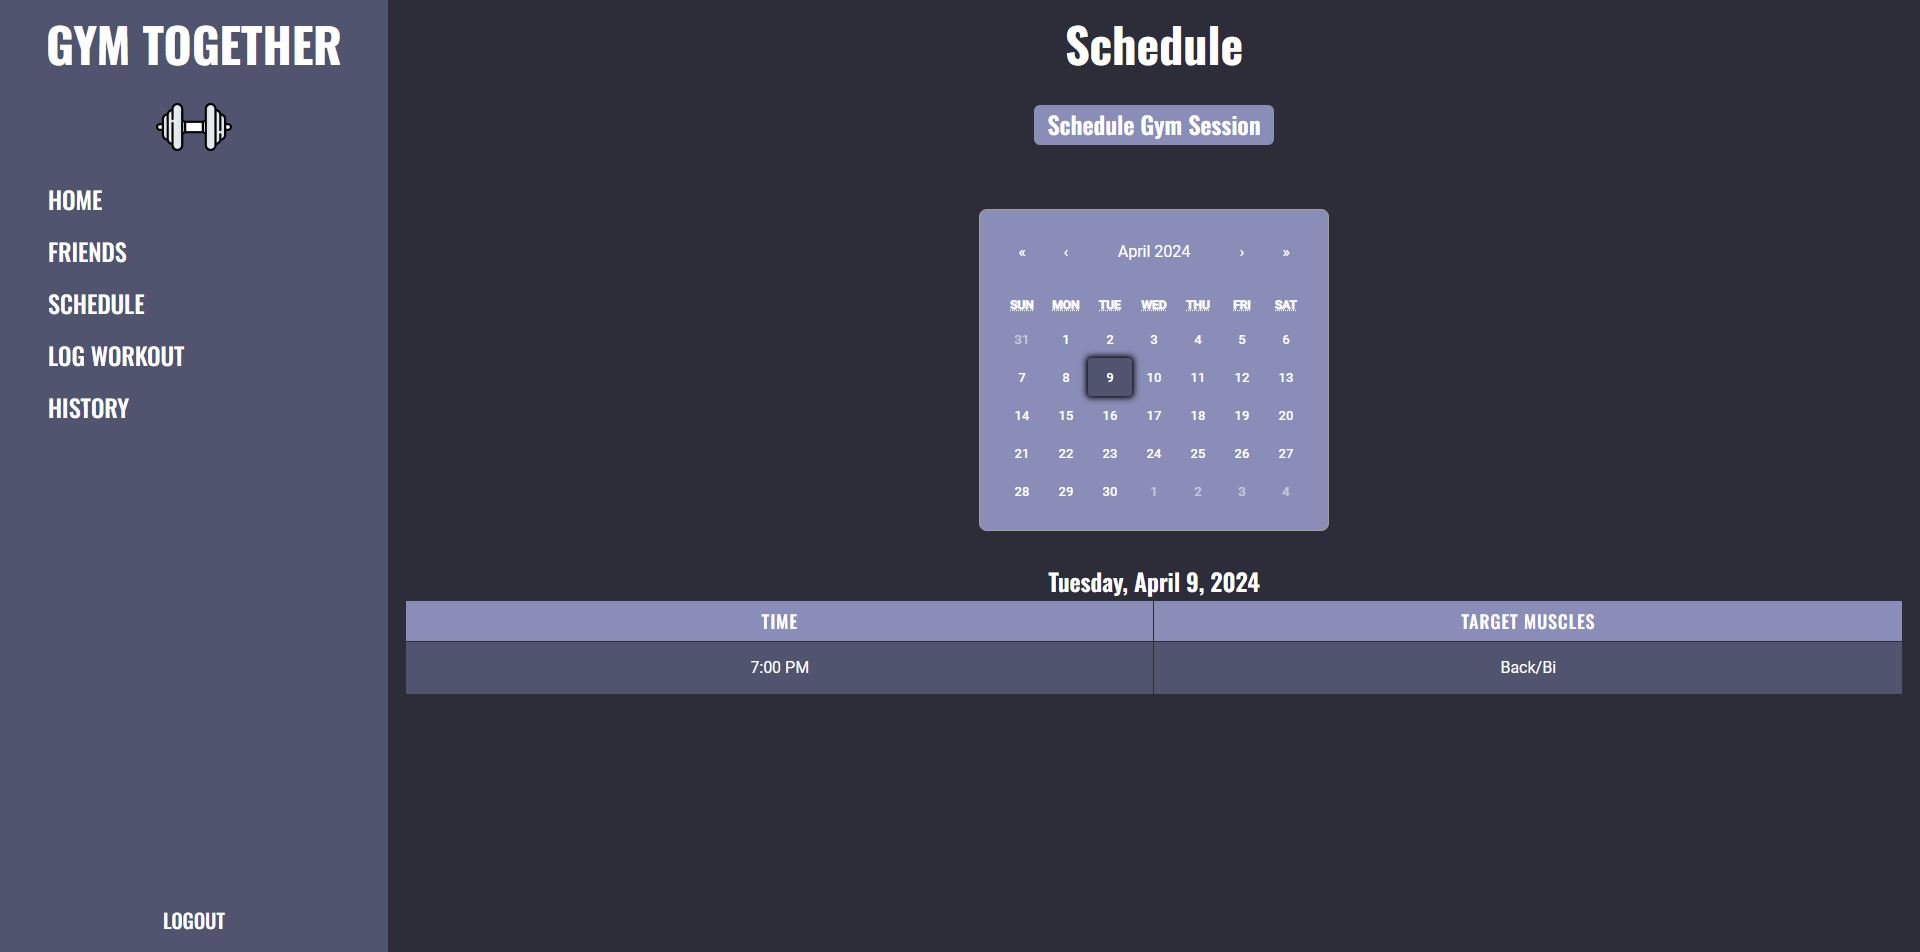 GYM TOGETHER
HOME
FRIENDS
SCHEDULE
LOG WORKOUT
HISTORY
LOGOUT
Schedule
Schedule Gym Session
« ‹ April 2024 › »
SUN MON TUE WED THU FRI SAT
31 1 2 3 4 5 6
7 8 9 10 11 12 13
14 15 16 17 18 19 20
21 22 23 24 25 26 27
28 29 30 1 2 3 4
Tuesday, April 9, 2024
TIME TARGET MUSCLES
7:00 PM Back/Bi